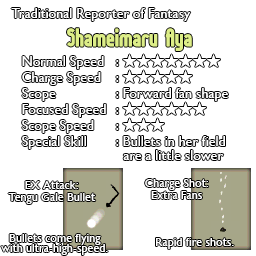 Traditional Reporter of Fantasy
Shameimaru Aya
Normal Speed : ☆☆☆☆☆☆☆☆
Charge Speed : ☆☆☆☆☆☆
Scope : Forward fan shape
Focused Speed : ☆☆☆☆☆☆☆
Scope Speed : ☆☆☆
Special Skill : Bullets in her field
are a little slower
EX Attack:
Tengu Gale Bullet
Bullets come flying
with ultra-high-speed.
Charge Shot:
Extra Fans
Rapid fire shots.